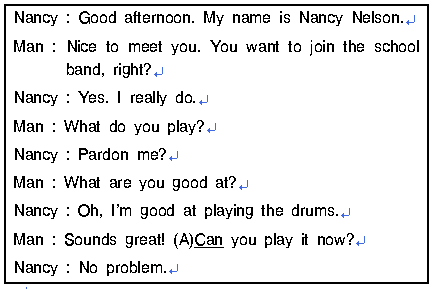 Nancy : Good afternoon. My name is Nancy Nelson.
Man : Nice to meet you. You want to join the school
band, right?
Nancy : Yes. I really do.
Man : What do you play?
Nancy : Pardon me?
Man : What are you good at?
Nancy : Oh, I'm good at playing the drums.
Man : Sounds great! (A)Can you play it now?
Nancy : No problem.